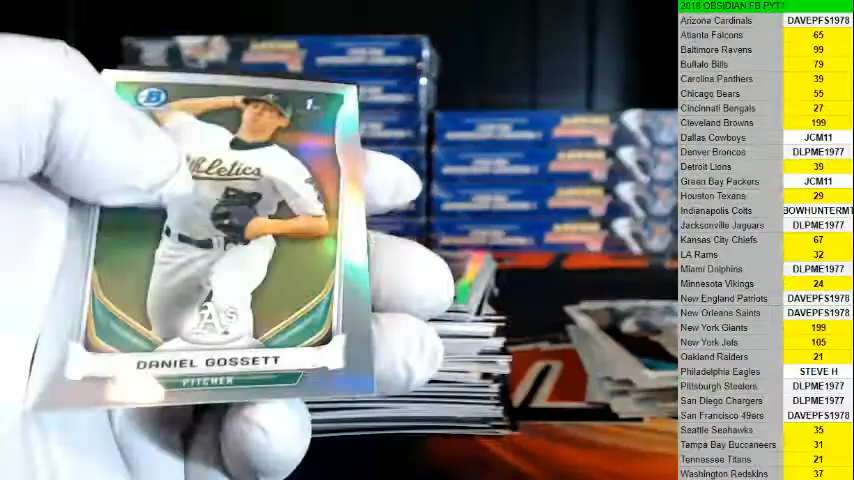 B
1st
Athletics
A's
DANIEL GOSSETT
PITCHER
2018 OBSIDIAN FB PYT1
Arizona Cardinals DAVEPFS1978
Atlanta Falcons 65
Baltimore Ravens 99
Buffalo Bills 79
Carolina Panthers 39
Chicago Bears 55
Cincinnati Bengals 27
Cleveland Browns 199
Dallas Cowboys JCM11
Denver Broncos DLPME1977
Detroit Lions 39
Green Bay Packers JCM11
Houston Texans 29
Indianapolis Colts BOWHUNTERMT
Jacksonville Jaguars DLPME1977
Kansas City Chiefs 67
LA Rams 32
Miami Dolphins DLPME1977
Minnesota Vikings 24
New England Patriots DAVEPFS1978
New Orleans Saints DAVEPFS1978
New York Giants 199
New York Jets 105
Oakland Raiders 21
Philadelphia Eagles STEVE H
Pittsburgh Steelers DLPME1977
San Diego Chargers DLPME1977
San Francisco 49ers DAVEPFS1978
Seattle Seahawks 35
Tampa Bay Buccaneers 31
Tennessee Titans 21
Washington Redskins 37